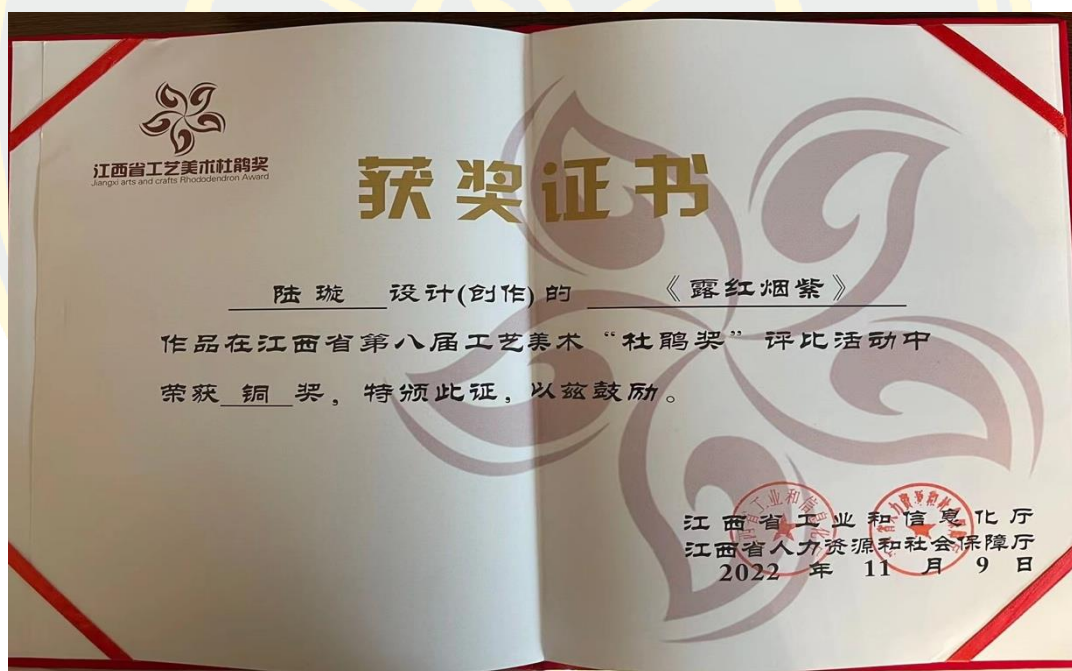 江西省工艺美术杜鹃奖
Jiangxi arts and crafts Rhododendron Award
获奖证书
陆璇 设计(创作)的 《露红烟紫》
作品在江西省第八届工艺美术“杜鹃奖”评比活动中
荣获 铜 奖，特颁此证，以兹鼓励。
江西省工业和信息化厅
江西省人力资源和社会保障厅
2022 年 11 月 9 日